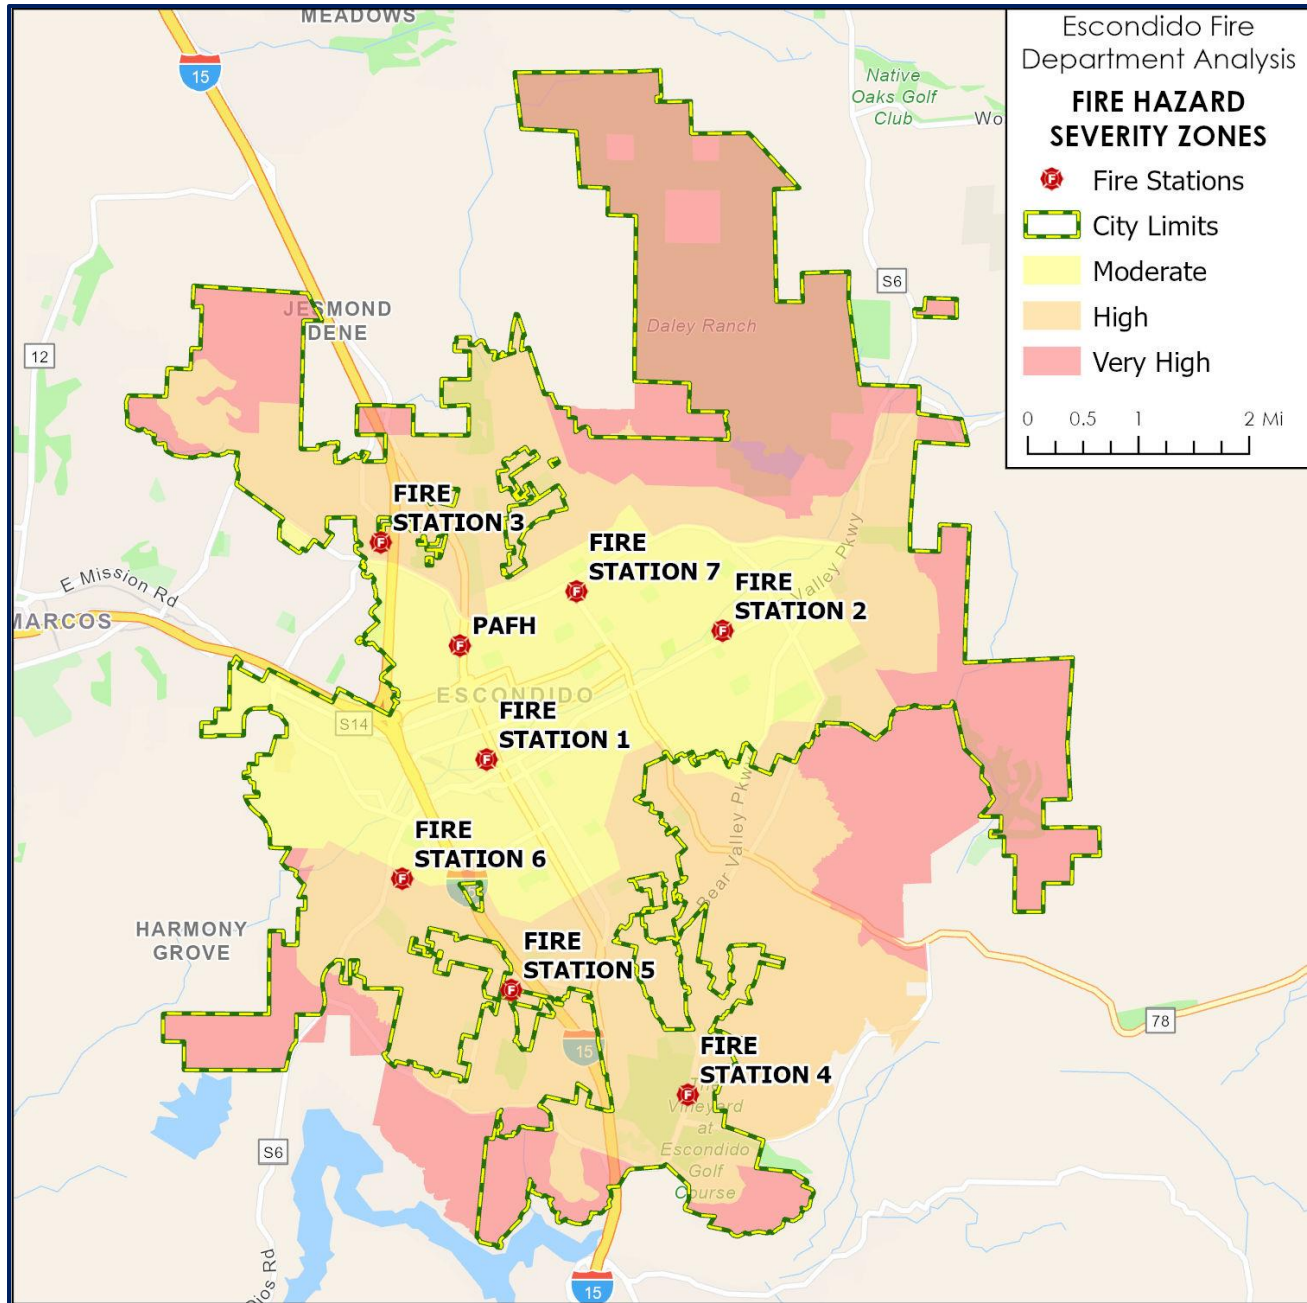 MEADOWS
15
Native
Oaks Golf
Club
Wo
Escondido Fire
Department Analysis
FIRE HAZARD
SEVERITY ZONES
Fire Stations
City Limits
Moderate
High
Very High
0 0.5 1 2 Mi
S6
JESMOND
DENE
Daley Ranch
12
FIRE
STATION 3
E Mission Rd
MARCOS
FIRE
STATION 7
FIRE
STATION 2
Valley Pkwy
PAFH
ESCONDIDO
S14
FIRE
STATION 1
Bear Valley Pkwy
FIRE
STATION 6
HARMONY
GROVE
FIRE
STATION 5
15
78
FIRE
STATION 4
The
Vineyard
at
Escondido
Golf
Course
S6
Dios Rd
15